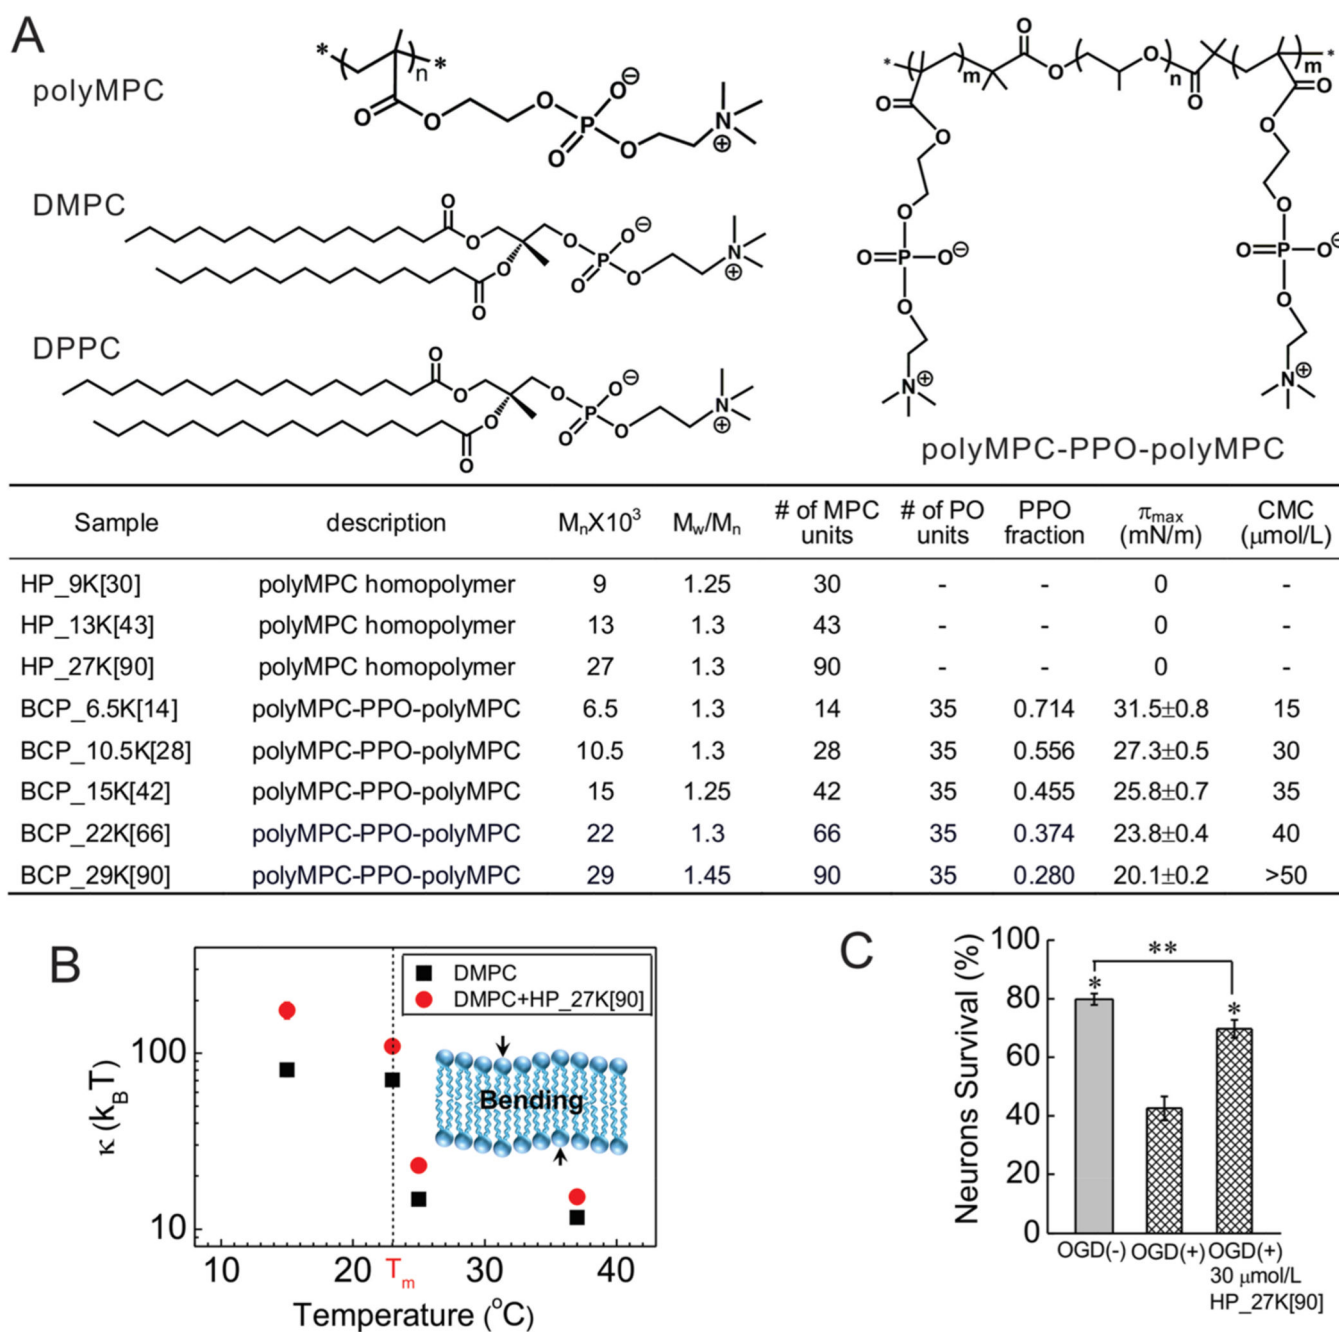 A
polyMPC
DMPC
DPPC
* ( ) n *
O O O P O O ⊖ O N ⊕
O O O O O P O O ⊖ O N ⊕
O O O O O P O O ⊖ O N ⊕
* ( ) m O O ( O ) n O ( ) m *
O O O O
O=P-O⊖ O=P-O⊖
O O
N⊕ N⊕
polyMPC-PPO-polyMPC
Sample description MₙX10³ M_w/Mₙ # of MPC units # of PO units PPO fraction π_max (mN/m) CMC (μmol/L)
HP_9K[30] polyMPC homopolymer 9 1.25 30 - - 0 -
HP_13K[43] polyMPC homopolymer 13 1.3 43 - - 0 -
HP_27K[90] polyMPC homopolymer 27 1.3 90 - - 0 -
BCP_6.5K[14] polyMPC-PPO-polyMPC 6.5 1.3 14 35 0.714 31.5±0.8 15
BCP_10.5K[28] polyMPC-PPO-polyMPC 10.5 1.3 28 35 0.556 27.3±0.5 30
BCP_15K[42] polyMPC-PPO-polyMPC 15 1.25 42 35 0.455 25.8±0.7 35
BCP_22K[66] polyMPC-PPO-polyMPC 22 1.3 66 35 0.374 23.8±0.4 40
BCP_29K[90] polyMPC-PPO-polyMPC 29 1.45 90 35 0.280 20.1±0.2 >50
B
DMPC
DMPC+HP_27K[90]
Bending
κ (k_BT)
100
10
10 20 T_m 30 40
Temperature (°C)
C
Neurons Survival (%)
100
80
60
40
20
0
* ** *
OGD(-) OGD(+) OGD(+)
30 μmol/L
HP_27K[90]